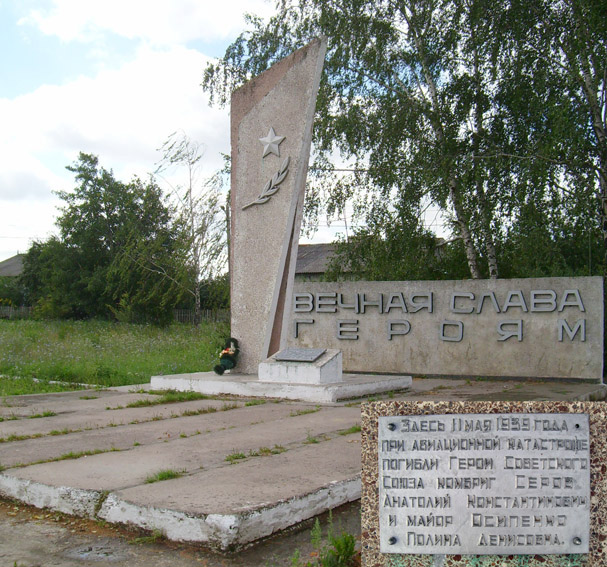 ВЕЧНАЯ СЛАВА
ГЕРОЯМ
ЗДЕСЬ 11 МАЯ 1939 ГОДА
ПРИ АВИАЦИОННОЙ КАТАСТРОФЕ
ПОГИБЛИ ГЕРОИ СОВЕТСКОГО
СОЮЗА КОМБРИГ СЕРОВ
АНАТОЛИЙ КОНСТАНТИНОВИЧ
И МАЙОР ОСИПЕНКО
ПОЛИНА ДЕНИСОВНА.